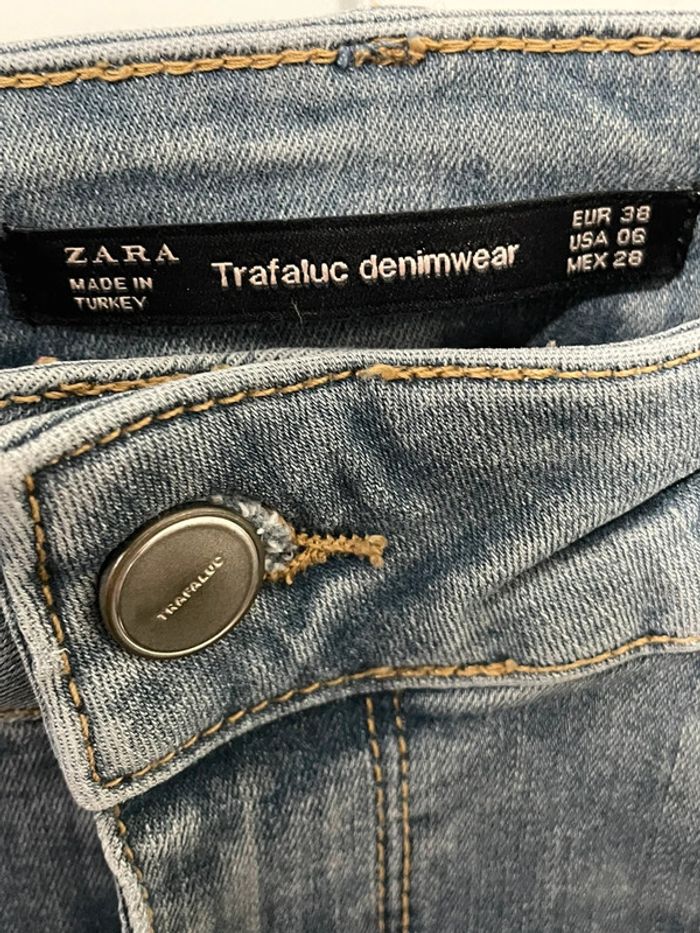 ZARA
MADE IN
TURKEY
Trafaluc denimwear
EUR 38
USA 06
MEX 28
TRAFALUC